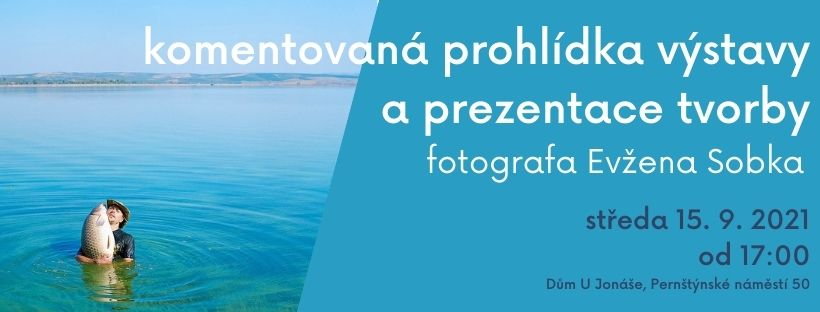 komentovaná prohlídka výstavy
a prezentace tvorby
fotografa Evžena Sobka
středa 15. 9. 2021
od 17:00
Dům U Jonáše, Pernštýnské náměstí 50